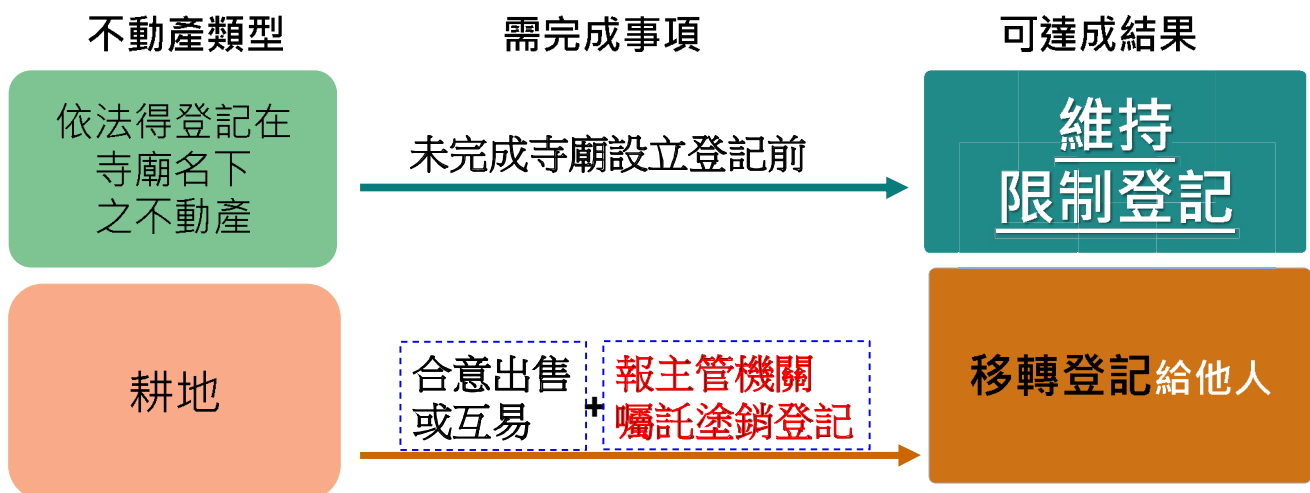 不動產類型
需完成事項
可達成結果
依法得登記在
寺廟名下
之不動產
未完成寺廟設立登記前
維持
限制登記
耕地
合意出售
或互易
+
報主管機關
囑託塗銷登記
移轉登記給他人